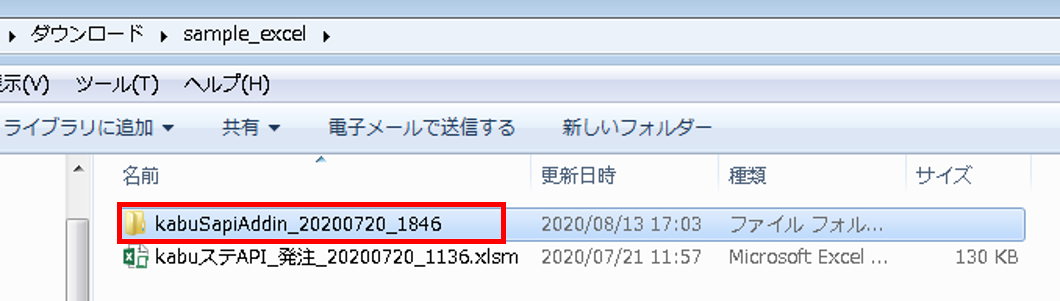 ダウンロード sample_excel
表示(V) ツール(T) ヘルプ(H)
ライブラリに追加 共有 電子メールで送信する 新しいフォルダー
名前 更新日時 種類 サイズ
kabuSapiAddin_20200720_1846 2020/08/13 17:03 ファイル フォル...
kabuステAPI_発注_20200720_1136.xlsm 2020/07/21 11:57 Microsoft Excel ... 130 KB